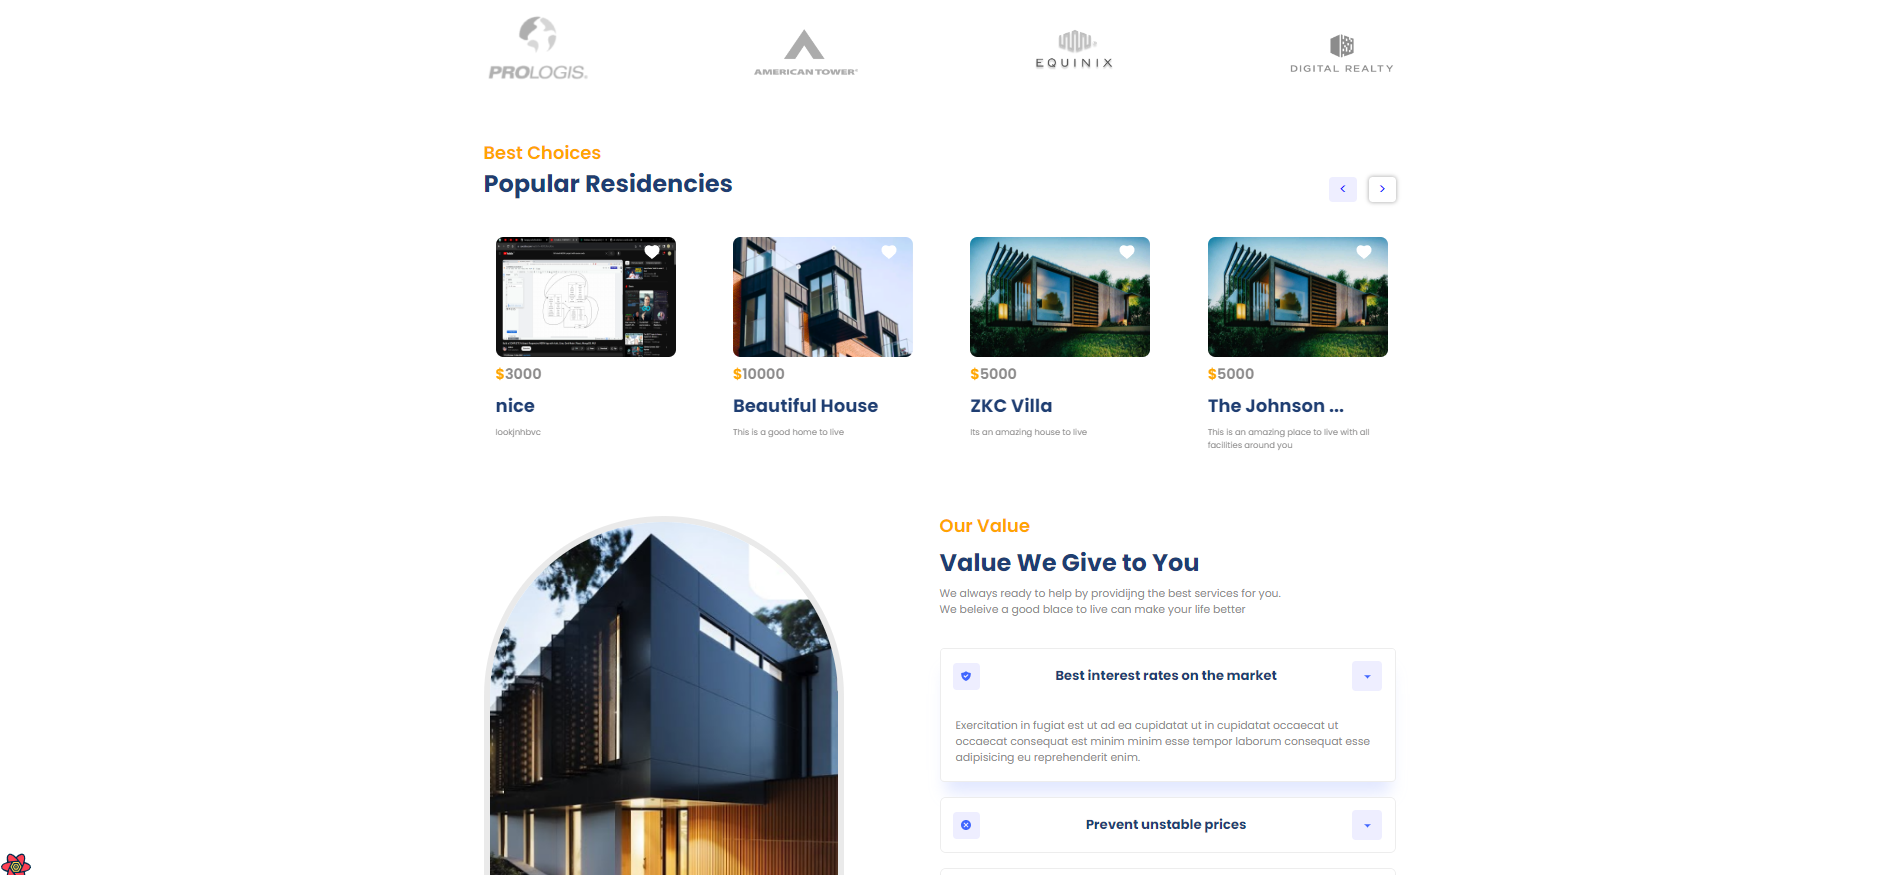 PROLOGIS.
AMERICAN TOWER®
EQUINIX
DIGITAL REALTY
Best Choices
Popular Residencies
$3000
$10000
$5000
$5000
nice
Beautiful House
ZKC Villa
The Johnson ...
lookjnhbvc
This is a good home to live
Its an amazing house to live
This is an amazing place to live with all
facilities around you
Our Value
Value We Give to You
We always ready to help by providijng the best services for you.
We beleive a good blace to live can make your life better
Best interest rates on the market
Exercitation in fugiat est ut ad ea cupidatat ut in cupidatat occaecat ut
occaecat consequat est minim minim esse tempor laborum consequat esse
adipisicing eu reprehenderit enim.
Prevent unstable prices